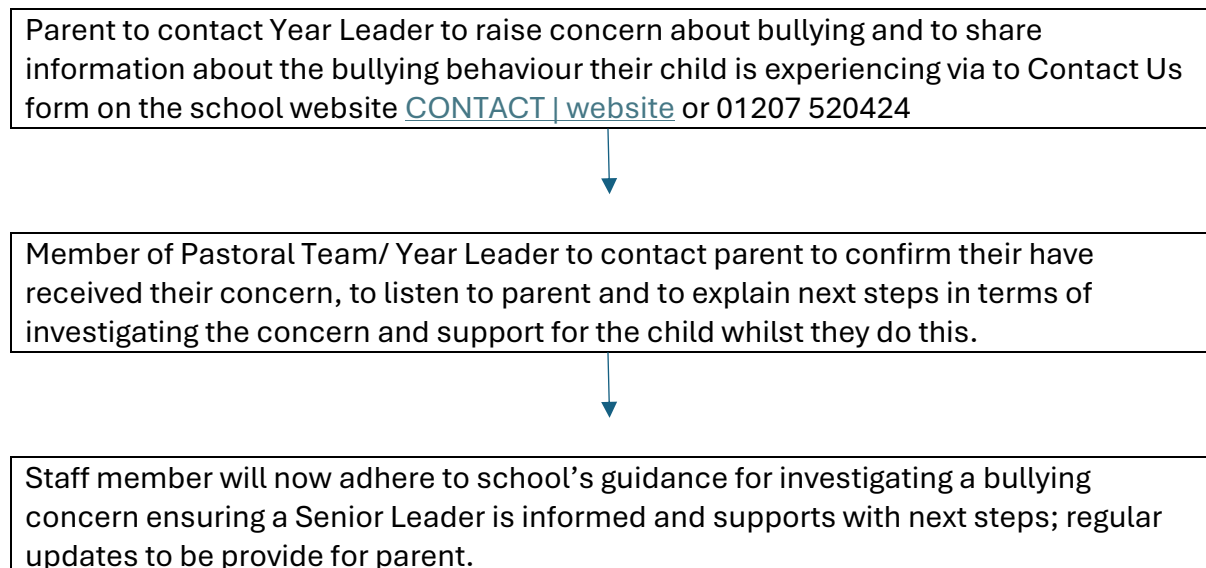 Parent to contact Year Leader to raise concern about bullying and to share
information about the bullying behaviour their child is experiencing via to Contact Us
form on the school website CONTACT | website or 01207 520424
Member of Pastoral Team/ Year Leader to contact parent to confirm their have
received their concern, to listen to parent and to explain next steps in terms of
investigating the concern and support for the child whilst they do this.
Staff member will now adhere to school’s guidance for investigating a bullying
concern ensuring a Senior Leader is informed and supports with next steps; regular
updates to be provide for parent.